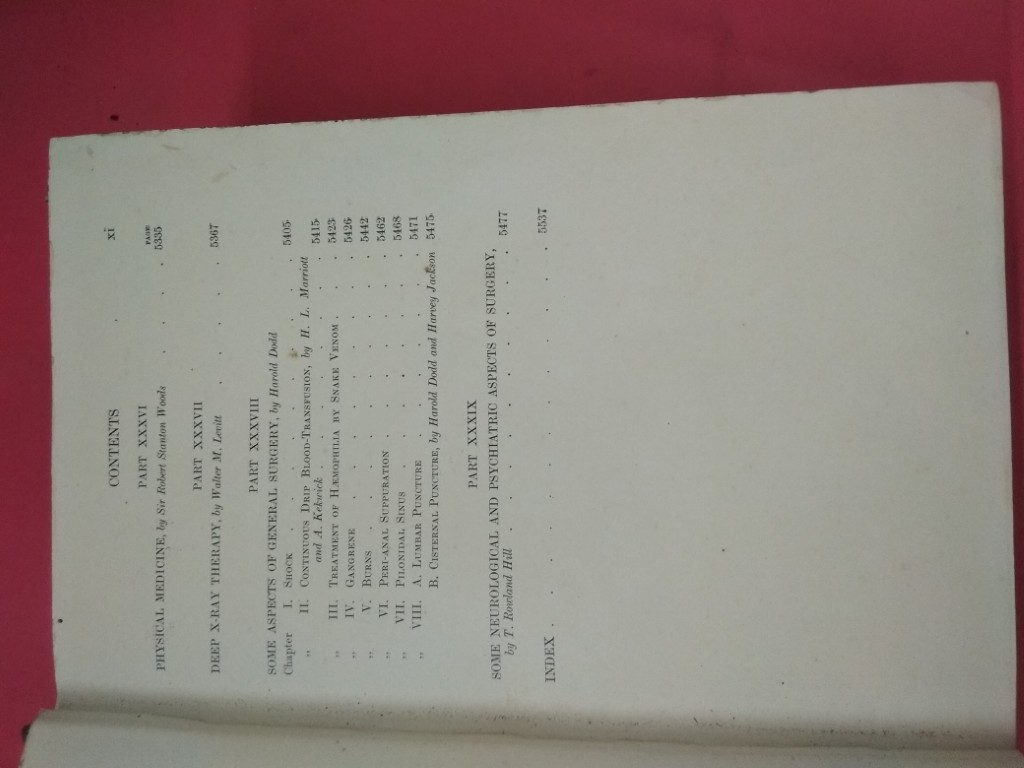 CONTENTS xi
PART XXXVI
PAGE
PHYSICAL MEDICINE, by Sir Robert Stanton Woods . . . . 5335
PART XXXVII
DEEP X-RAY THERAPY, by Walter M. Levitt . . . . . 5367
PART XXXVIII
SOME ASPECTS OF GENERAL SURGERY, by Harold Dodd
Chapter I. SHOCK . . . . . . . . . 5405
„ II. CONTINUOUS DRIP BLOOD-TRANSFUSION, by H. L. Marriott
and A. Kekwick . . . . . . . 5415
„ III. TREATMENT OF HÆMOPHILIA BY SNAKE VENOM . . . 5423
„ IV. GANGRENE . . . . . . . . 5426
„ V. BURNS . . . . . . . . . 5442
„ VI. PERI-ANAL SUPPURATION . . . . . . 5462
„ VII. PILONIDAL SINUS . . . . . . . 5468
„ VIII. A. LUMBAR PUNCTURE . . . . . . 5471
B. CISTERNAL PUNCTURE, by Harold Dodd and Harvey Jackson 5475
PART XXXIX
SOME NEUROLOGICAL AND PSYCHIATRIC ASPECTS OF SURGERY,
by T. Rowland Hill . . . . . . . . . 5477
INDEX . . . . . . . . . . . 5537